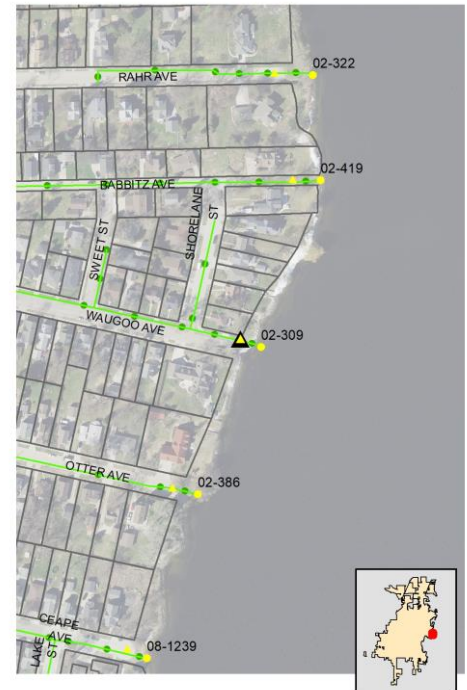 RAHR AVE
02-322
BABBITZ AVE
02-419
SWEET ST
SHORELANE
ST
WAUGOO AVE
02-309
OTTER AVE
02-386
CEAPE
AVE
LAKE
ST
08-1239